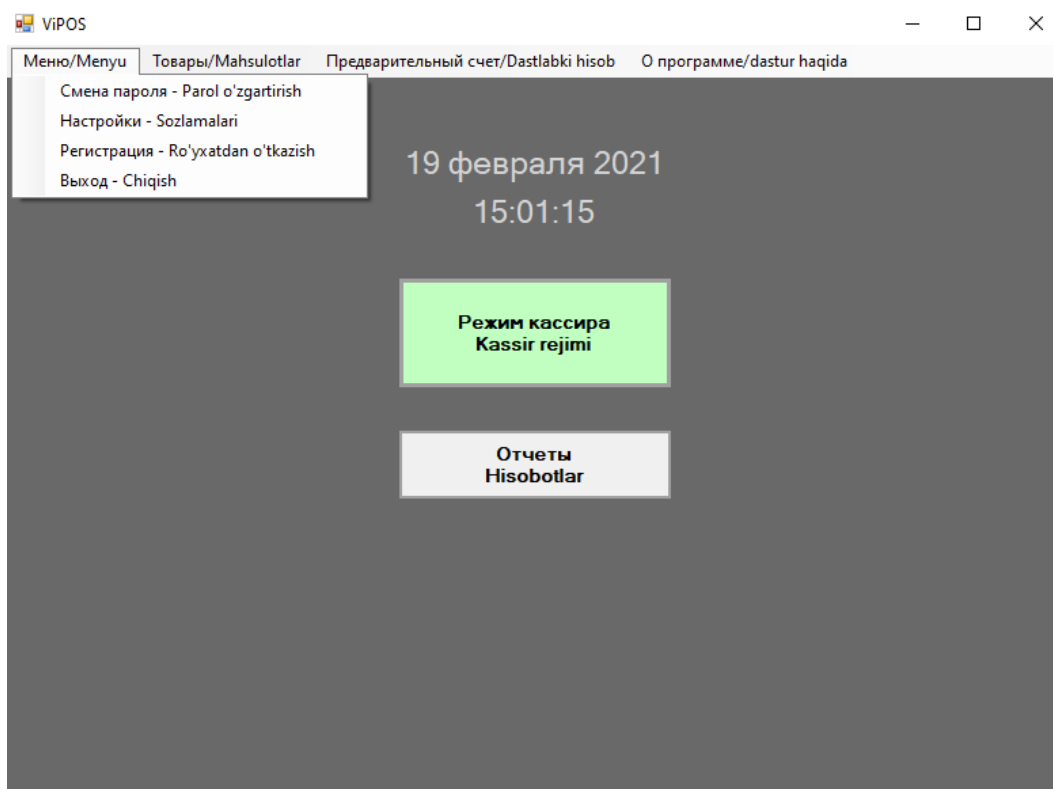 ViPOS
Меню/Menyu Товары/Mahsulotlar Предварительный счет/Dastlabki hisob О программе/dastur haqida
Смена пароля - Parol o'zgartirish
Настройки - Sozlamalari
Регистрация - Ro'yxatdan o'tkazish
Выход - Chiqish
19 февраля 2021
15:01:15
Режим кассира
Kassir rejimi
Отчеты
Hisobotlar